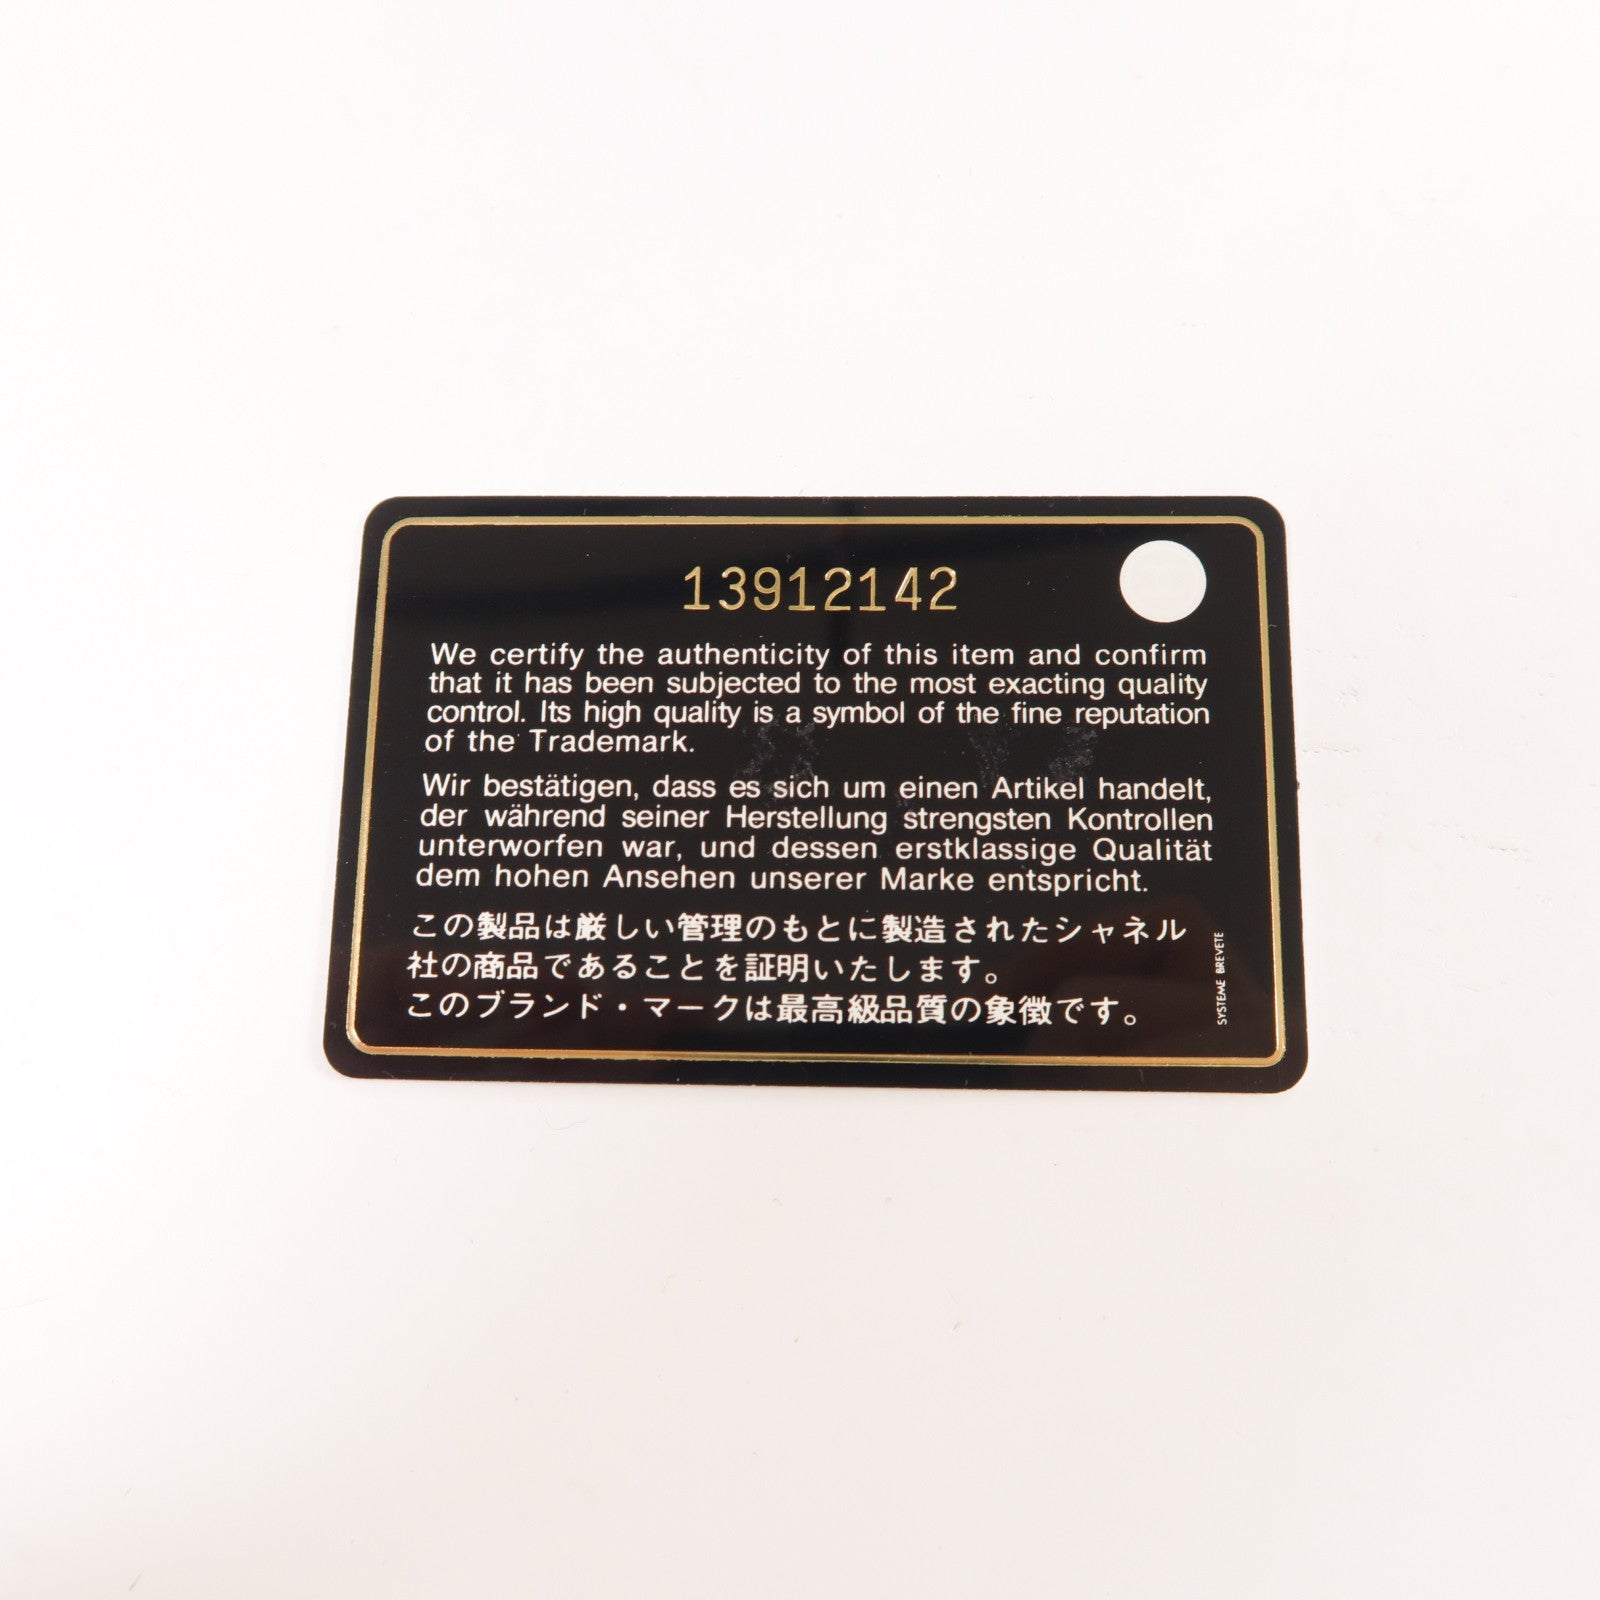 13912142
We certify the authenticity of this item and confirm
that it has been subjected to the most exacting quality
control. Its high quality is a symbol of the fine reputation
of the Trademark.
Wir bestätigen, dass es sich um einen Artikel handelt,
der während seiner Herstellung strengsten Kontrollen
unterworfen war, und dessen erstklassige Qualität
dem hohen Ansehen unserer Marke entspricht.
この製品は厳しい管理のもとに製造されたシャネル
社の商品であることを証明いたします。
このブランド・マークは最高級品質の象徴です。
SYSTEME BREVETE